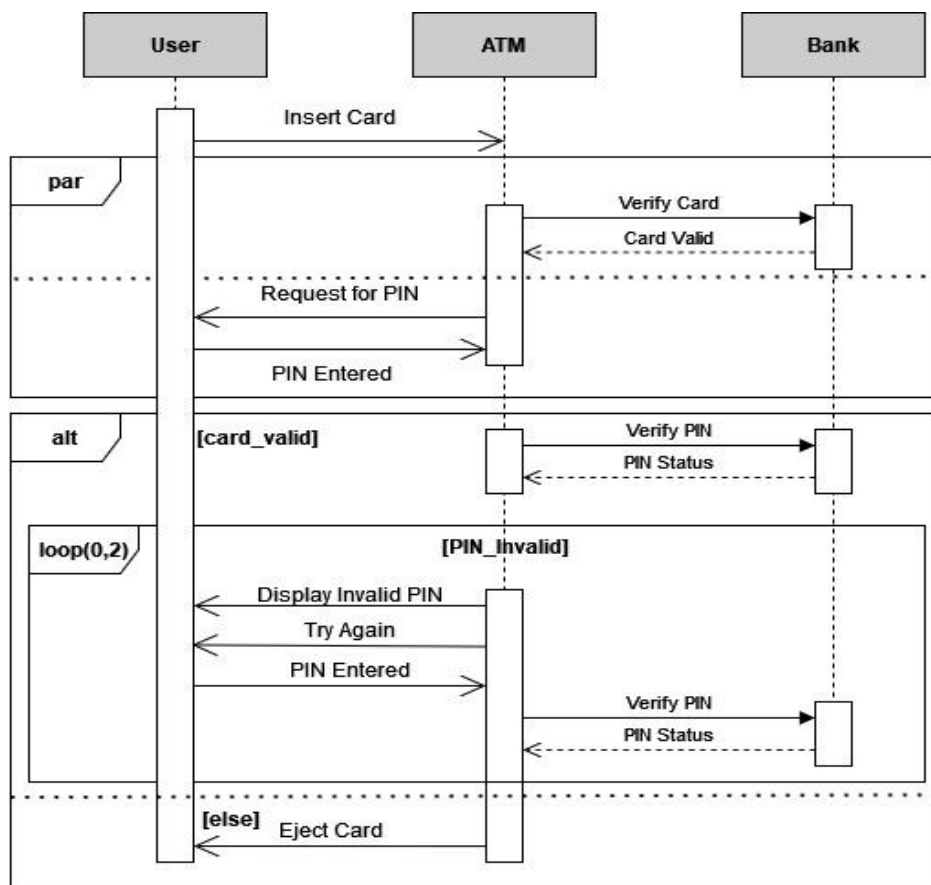 User
ATM
Bank
Insert Card
par
Verify Card
Card Valid
Request for PIN
PIN Entered
alt
[card_valid]
Verify PIN
PIN Status
loop(0,2)
[PIN_Invalid]
Display Invalid PIN
Try Again
PIN Entered
Verify PIN
PIN Status
[else]
Eject Card